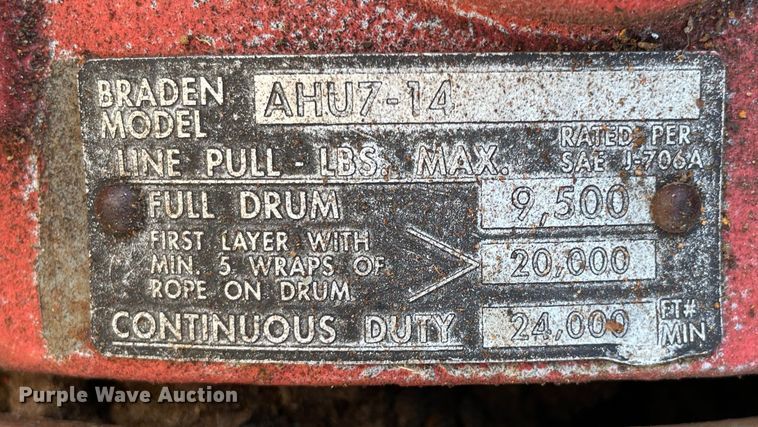 BRADEN MODEL AHU7-14
LINE PULL - LBS. MAX. RATED PER SAE J-706A
FULL DRUM 9,500
FIRST LAYER WITH
MIN. 5 WRAPS OF 20,000
ROPE ON DRUM
CONTINUOUS DUTY 24,000 FT# MIN
Purple Wave Auction